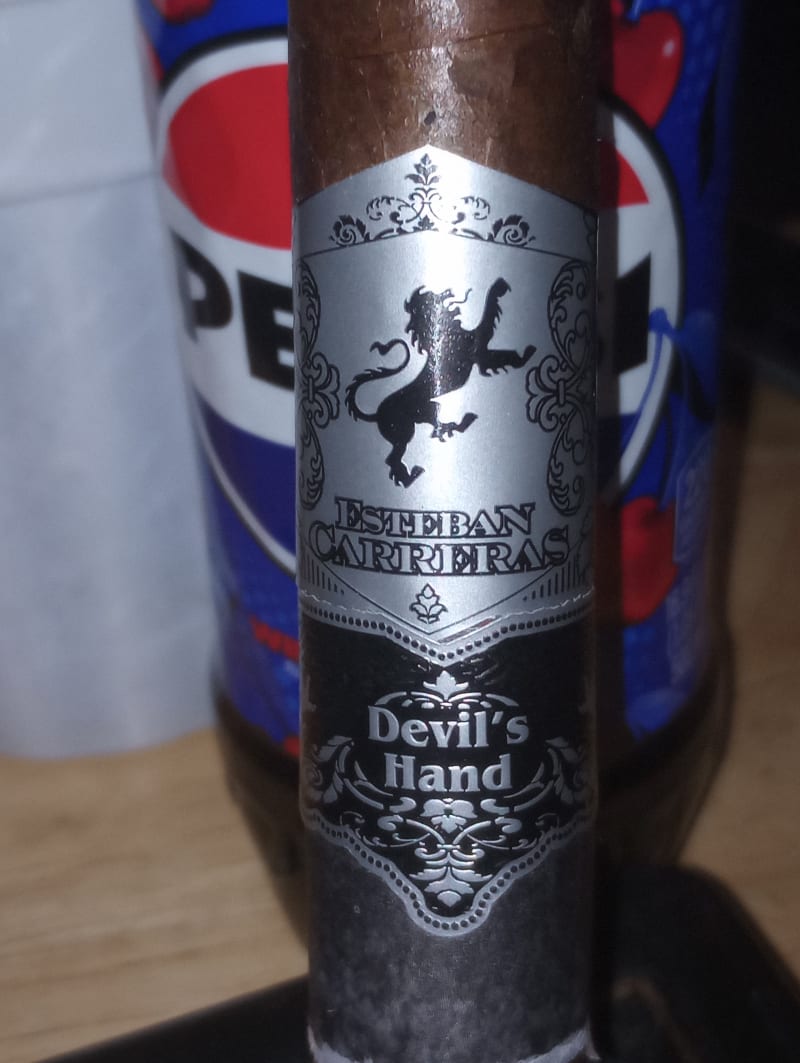 ESTEBAN
CARRERAS
Devil's
Hand